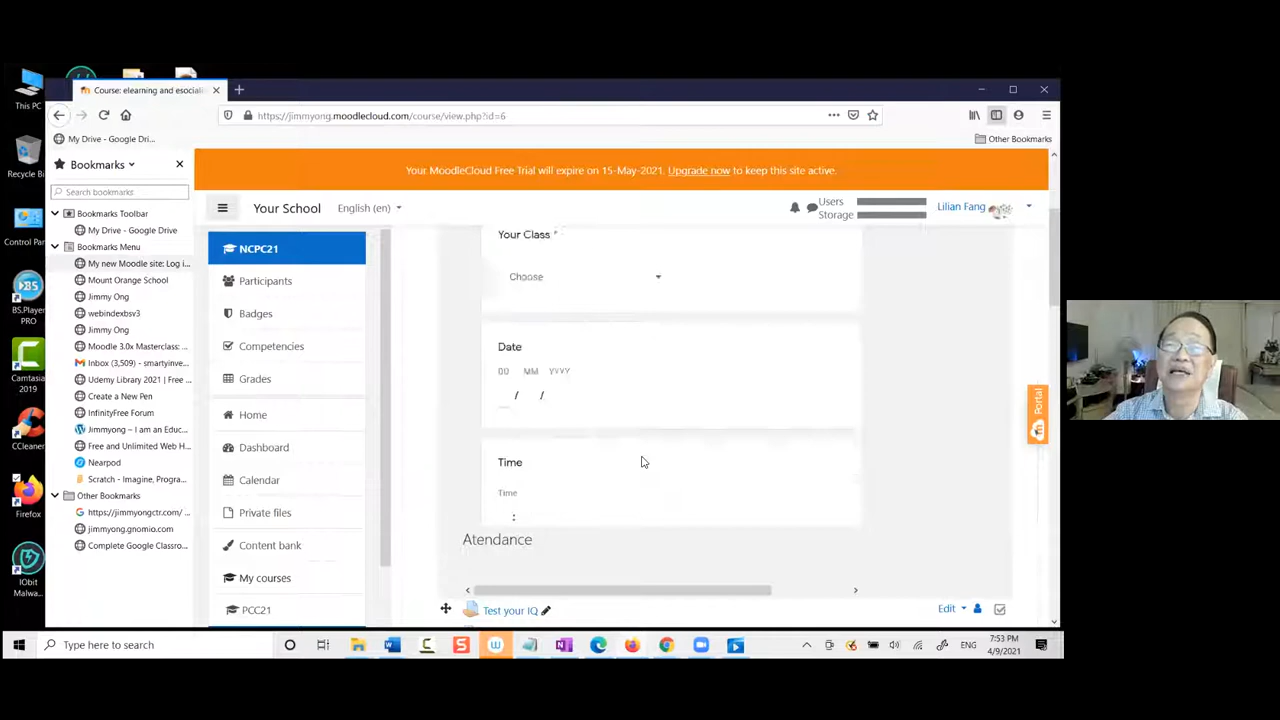 This PC
Recycle Bi
Control Pan
BS.Player
PRO
Camtasia
2019
CCleaner
Firefox
IObit
Malwa...
Course: elearning and esociali
https://jimmyong.moodlecloud.com/course/view.php?id=6
My Drive - Google Dri...
Other Bookmarks
Bookmarks
Search bookmarks
Bookmarks Toolbar
My Drive - Google Drive
Bookmarks Menu
My new Moodle site: Log i...
Mount Orange School
Jimmy Ong
webindexbsv3
Jimmy Ong
Moodle 3.0x Masterclass: ...
Inbox (3,509) - smartyinve...
Udemy Library 2021 | Free ...
Create a New Pen
InfinityFree Forum
Jimmyong – I am an Educ...
Free and Unlimited Web H...
Nearpod
Scratch - Imagine, Progra...
Other Bookmarks
https://jimmyongctr.com/ ...
jimmyong.gnomio.com
Complete Google Classro...
Your MoodleCloud Free Trial will expire on 15-May-2021. Upgrade now to keep this site active.
Your School
English (en)
Users
Storage
Lilian Fang
NCPC21
Participants
Badges
Competencies
Grades
Home
Dashboard
Calendar
Private files
Content bank
My courses
PCC21
Your Class *
Choose
Date
DD MM YYYY
/ /
Time
Time
:
Atendance
Test your IQ
Edit
Portal
Type here to search
ENG
7:53 PM
4/9/2021